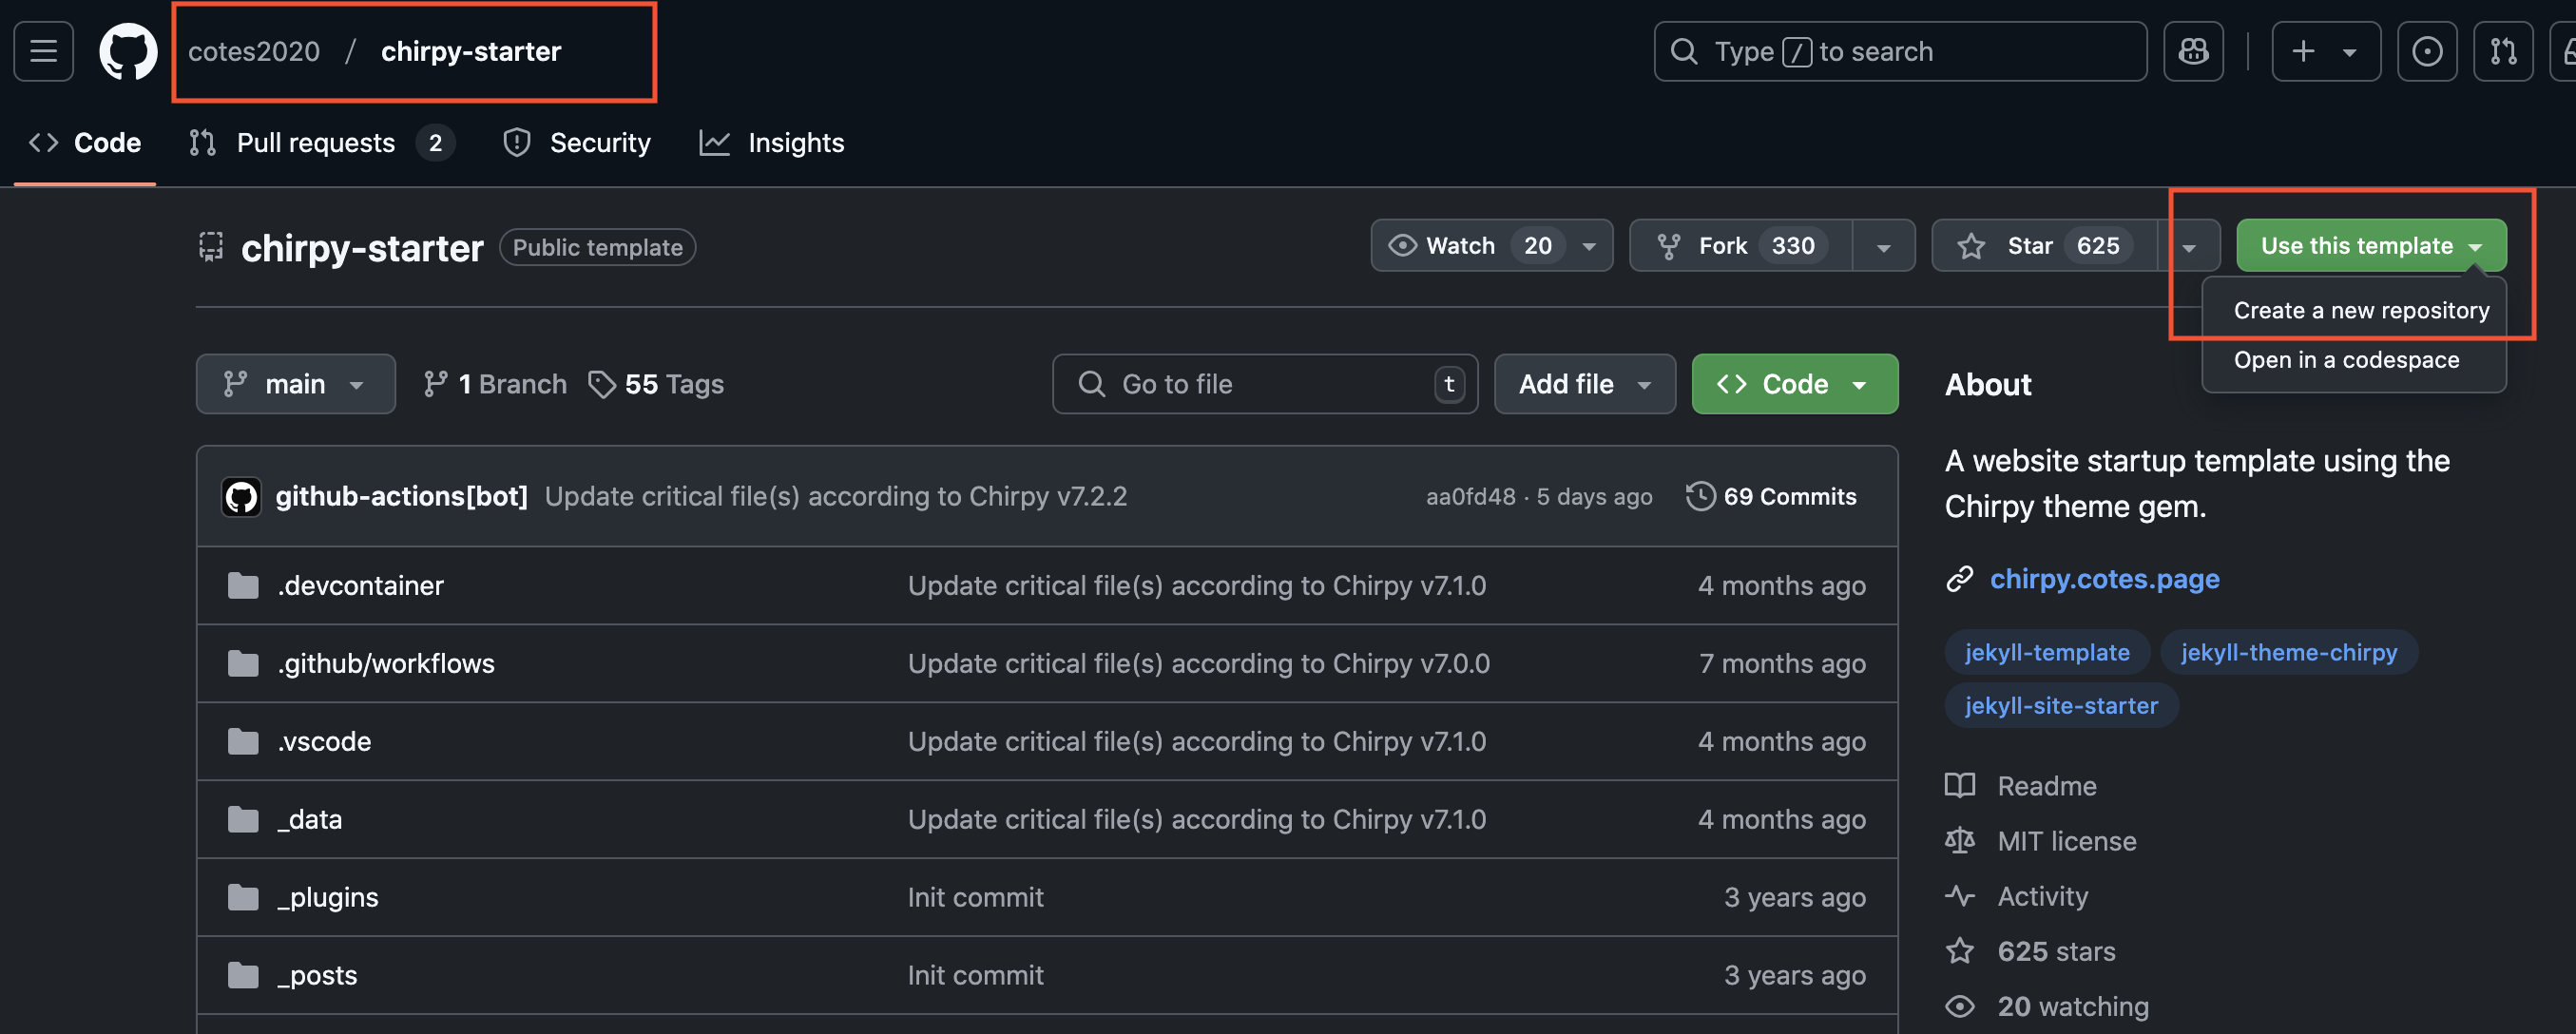 cotes2020 / chirpy-starter
Type / to search
Code
Pull requests 2
Security
Insights
chirpy-starter Public template
Watch 20
Fork 330
Star 625
Use this template
Create a new repository
Open in a codespace
main
1 Branch
55 Tags
Go to file t
Add file
Code
github-actions[bot] Update critical file(s) according to Chirpy v7.2.2 aa0fd48 · 5 days ago 69 Commits
.devcontainer Update critical file(s) according to Chirpy v7.1.0 4 months ago
.github/workflows Update critical file(s) according to Chirpy v7.0.0 7 months ago
.vscode Update critical file(s) according to Chirpy v7.1.0 4 months ago
_data Update critical file(s) according to Chirpy v7.1.0 4 months ago
_plugins Init commit 3 years ago
_posts Init commit 3 years ago
About
A website startup template using the
Chirpy theme gem.
chirpy.cotes.page
jekyll-template jekyll-theme-chirpy
jekyll-site-starter
Readme
MIT license
Activity
625 stars
20 watching